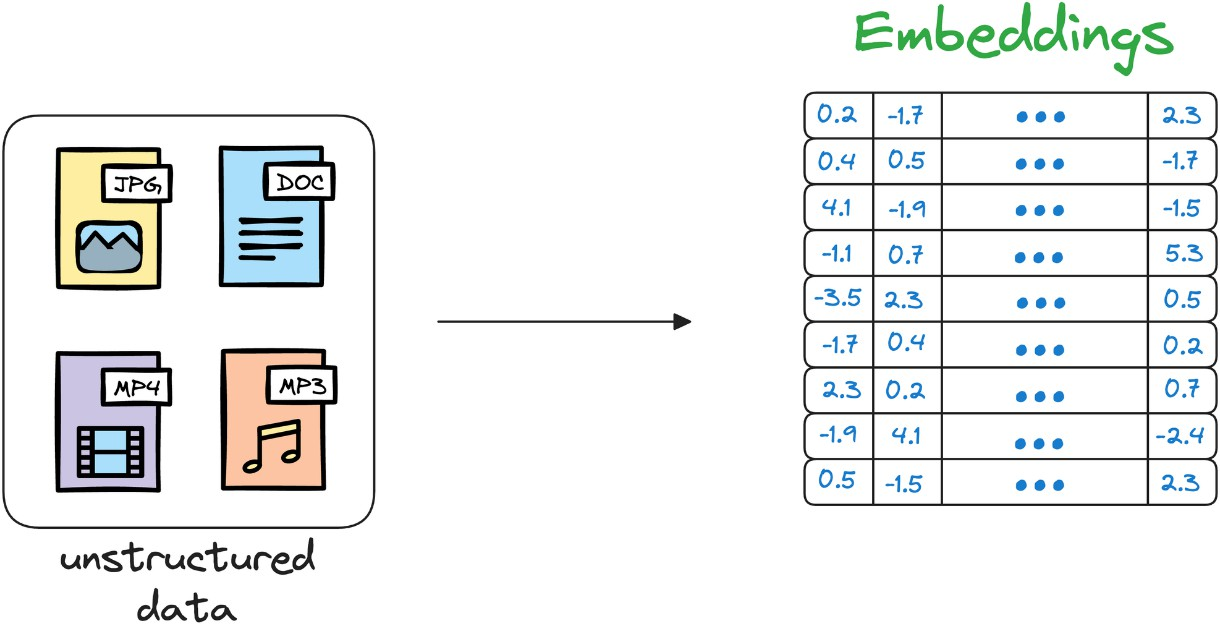 Embeddings
JPG
DOC
MP4
MP3
unstructured
data
0.2 -1.7 ••• 2.3
0.4 0.5 ••• -1.7
4.1 -1.9 ••• -1.5
-1.1 0.7 ••• 5.3
-3.5 2.3 ••• 0.5
-1.7 0.4 ••• 0.2
2.3 0.2 ••• 0.7
-1.9 4.1 ••• -2.4
0.5 -1.5 ••• 2.3